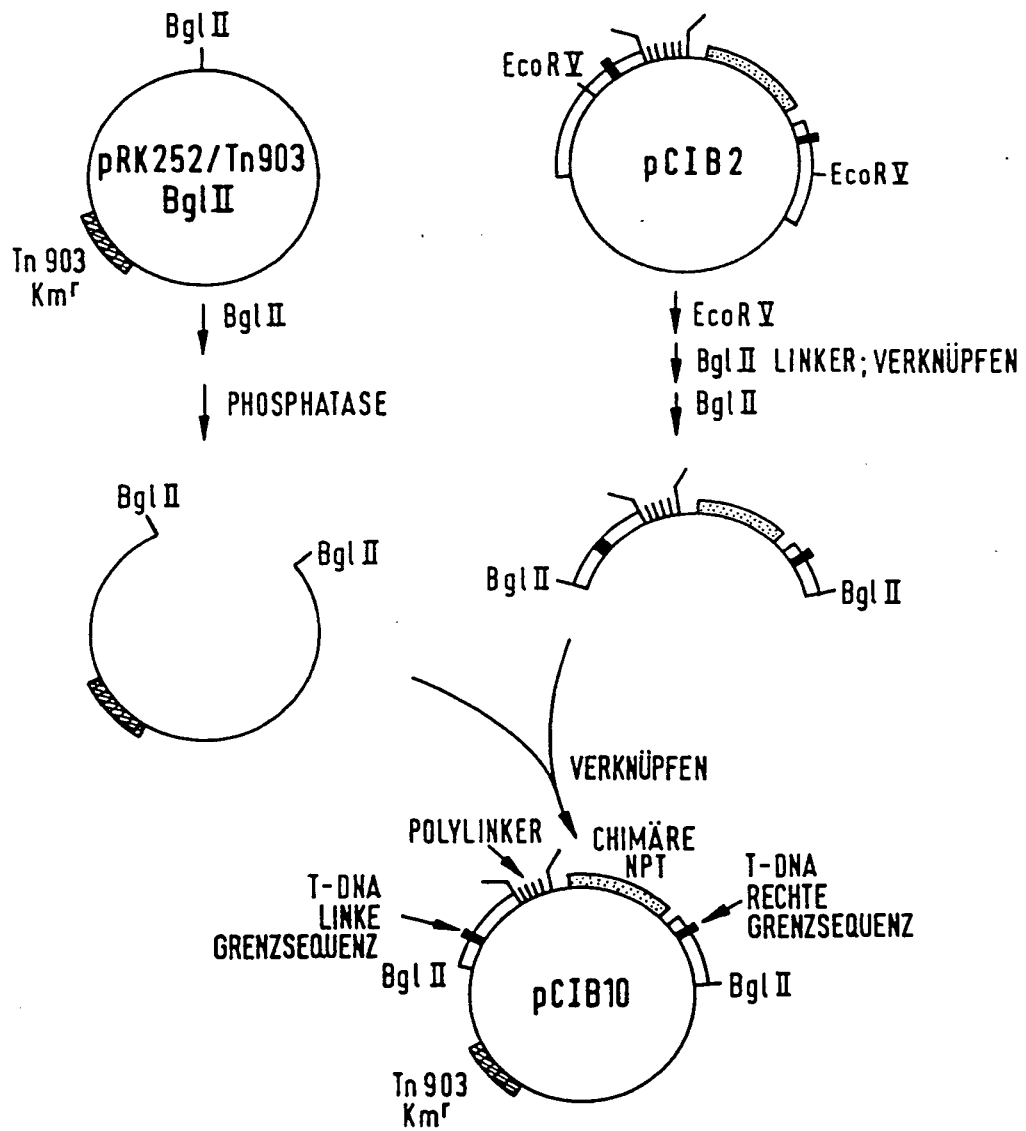 Bgl II
pRK252/Tn903
Bgl II
Tn 903
Kmʳ
Bgl II
PHOSPHATASE
EcoR V
pCIB2
EcoR V
EcoR V
Bgl II LINKER; VERKNÜPFEN
Bgl II
Bgl II
Bgl II
Bgl II
Bgl II
VERKNÜPFEN
POLYLINKER
CHIMÄRE
NPT
T-DNA
LINKE
GRENZSEQUENZ
T-DNA
RECHTE
GRENZSEQUENZ
Bgl II
Bgl II
pCIB10
Tn 903
Kmʳ